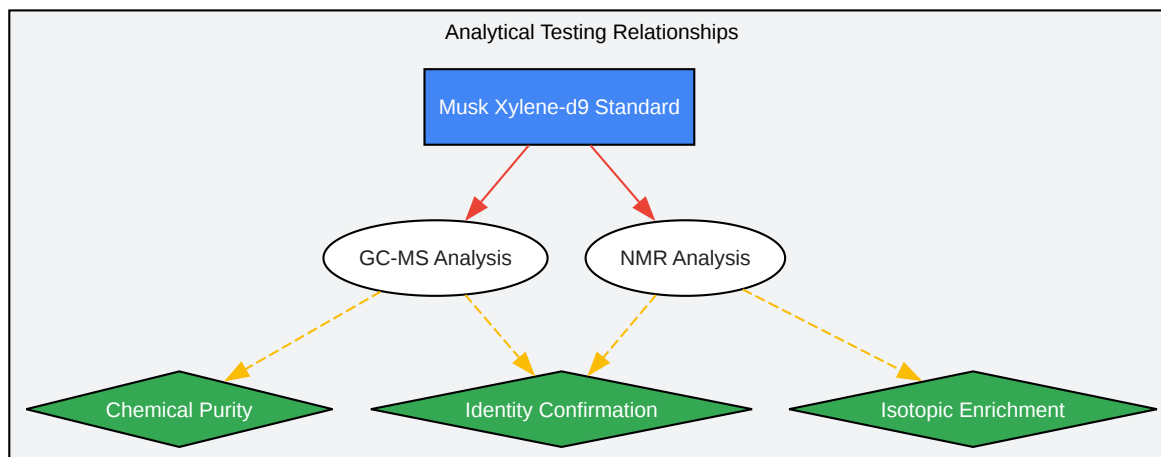 Analytical Testing Relationships
Musk Xylene-d9 Standard
GC-MS Analysis
NMR Analysis
Chemical Purity
Identity Confirmation
Isotopic Enrichment